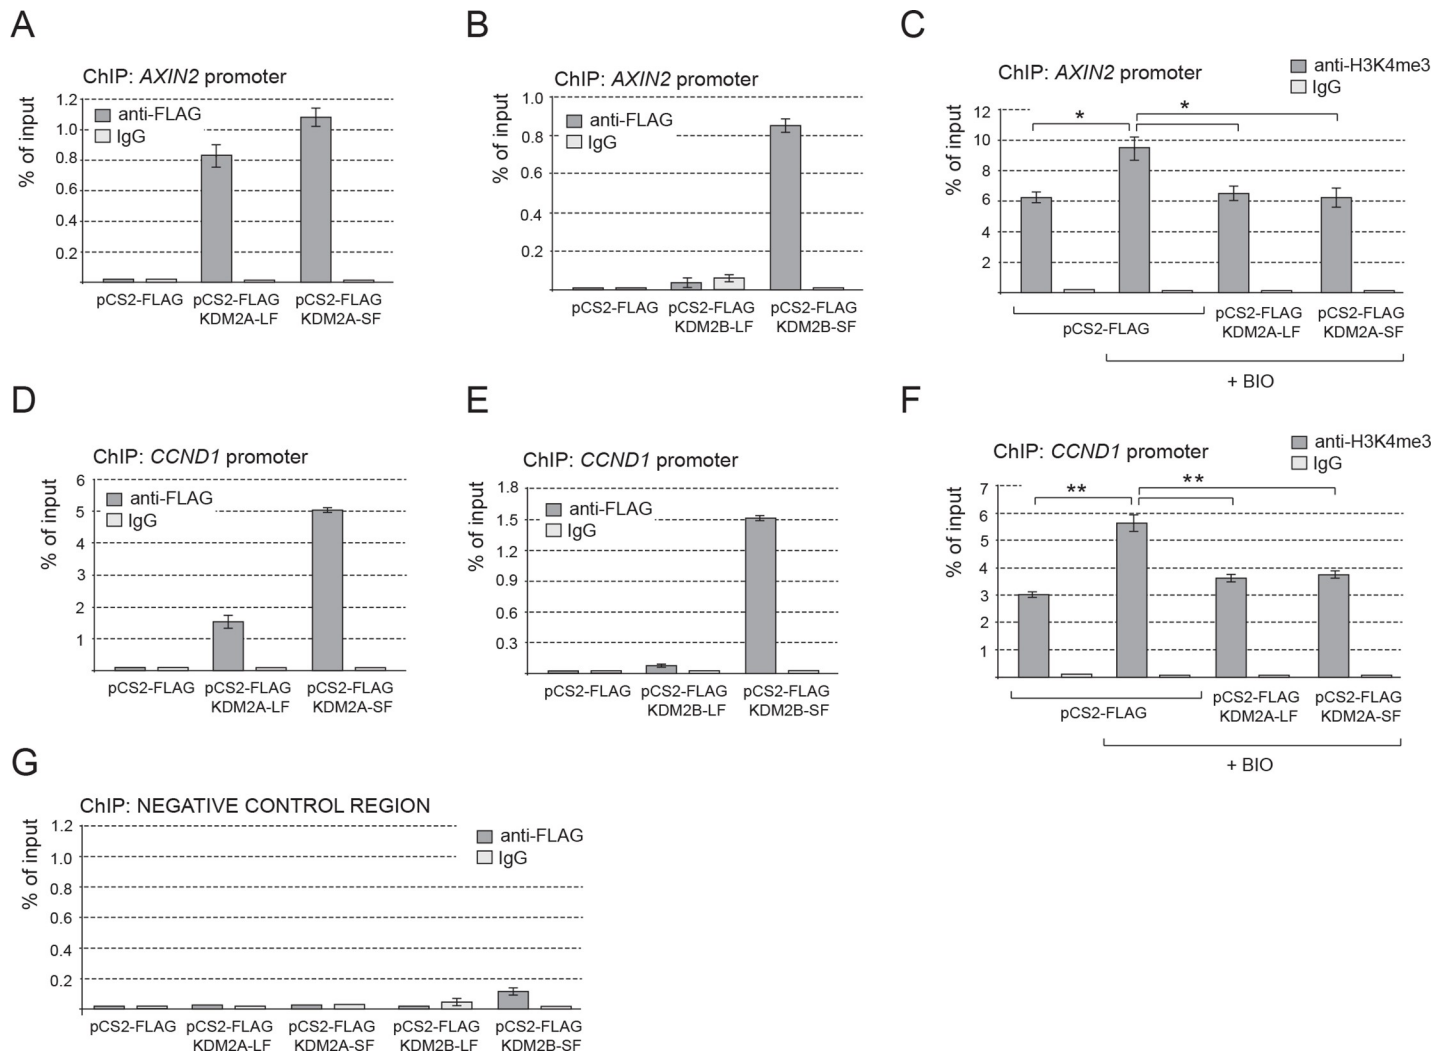 A
ChIP: AXIN2 promoter
% of input
1.2
1.0
0.8
0.6
0.4
0.2
anti-FLAG
IgG
pCS2-FLAG
pCS2-FLAG
KDM2A-LF
pCS2-FLAG
KDM2A-SF
B
ChIP: AXIN2 promoter
% of input
1.0
0.8
0.6
0.4
0.2
anti-FLAG
IgG
pCS2-FLAG
pCS2-FLAG
KDM2B-LF
pCS2-FLAG
KDM2B-SF
C
ChIP: AXIN2 promoter
anti-H3K4me3
IgG
% of input
12
10
8
6
4
2
*
*
pCS2-FLAG
pCS2-FLAG
KDM2A-LF
pCS2-FLAG
KDM2A-SF
+ BIO
D
ChIP: CCND1 promoter
% of input
6
5
4
3
2
1
anti-FLAG
IgG
pCS2-FLAG
pCS2-FLAG
KDM2A-LF
pCS2-FLAG
KDM2A-SF
E
ChIP: CCND1 promoter
% of input
1.8
1.5
1.2
0.9
0.6
0.3
anti-FLAG
IgG
pCS2-FLAG
pCS2-FLAG
KDM2B-LF
pCS2-FLAG
KDM2B-SF
F
ChIP: CCND1 promoter
anti-H3K4me3
IgG
% of input
7
6
5
4
3
2
1
**
**
pCS2-FLAG
pCS2-FLAG
KDM2A-LF
pCS2-FLAG
KDM2A-SF
+ BIO
G
ChIP: NEGATIVE CONTROL REGION
% of input
1.2
1.0
0.8
0.6
0.4
0.2
anti-FLAG
IgG
pCS2-FLAG
pCS2-FLAG
KDM2A-LF
pCS2-FLAG
KDM2A-SF
pCS2-FLAG
KDM2B-LF
pCS2-FLAG
KDM2B-SF